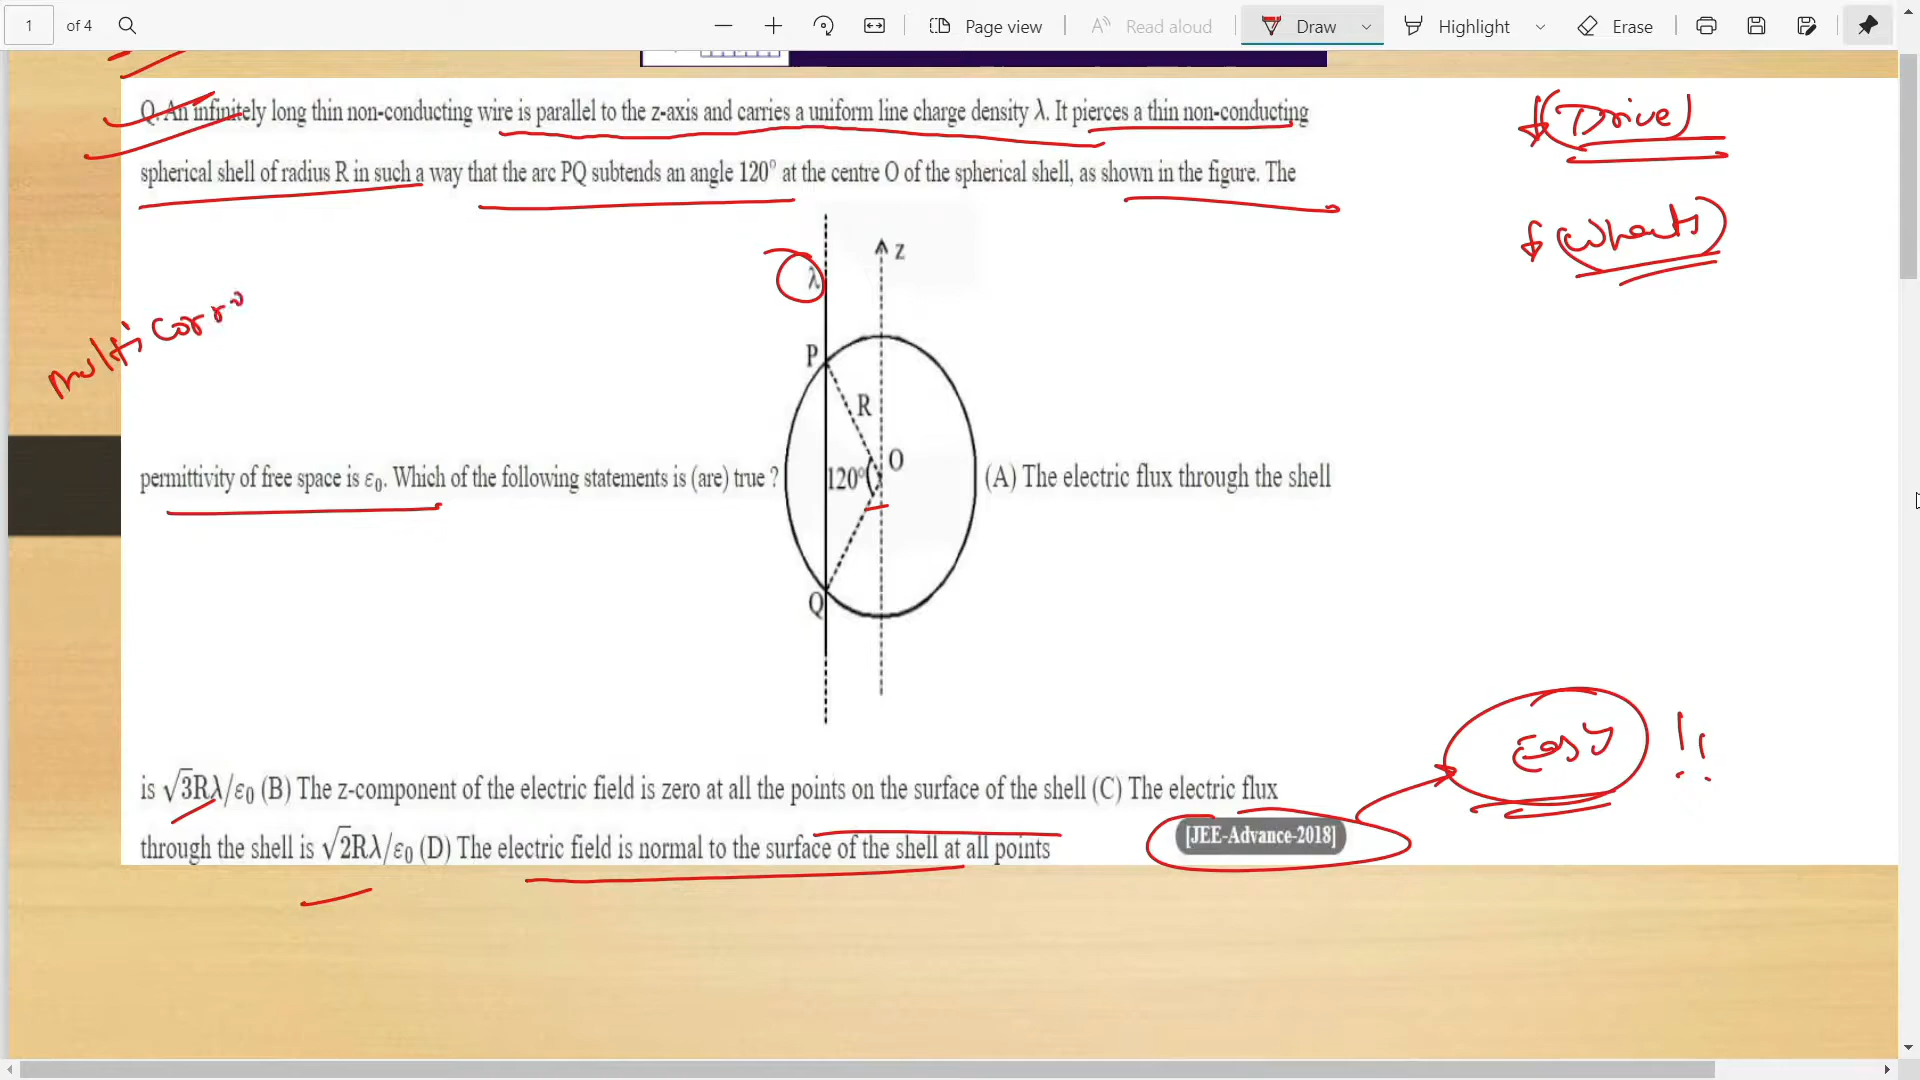 1 of 4 Page view Read aloud Draw Highlight Erase
Q. An infinitely long thin non-conducting wire is parallel to the z-axis and carries a uniform line charge density λ. It pierces a thin non-conducting
Drive
spherical shell of radius R in such a way that the arc PQ subtends an angle 120° at the centre O of the spherical shell, as shown in the figure. The
z
λ
P
R
O
120°
permittivity of free space is ε₀. Which of the following statements is (are) true ?
(A) The electric flux through the shell
Q
Easy !!
is √3Rλ/ε₀ (B) The z-component of the electric field is zero at all the points on the surface of the shell (C) The electric flux
through the shell is √2Rλ/ε₀ (D) The electric field is normal to the surface of the shell at all points
[JEE-Advance-2018]